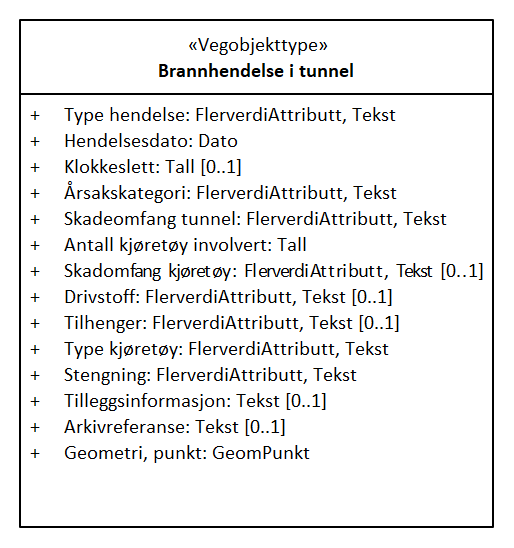 «Vegobjekttype»
Brannhendelse i tunnel
+ Type hendelse: FlerverdiAttributt, Tekst
+ Hendelsesdato: Dato
+ Klokkeslett: Tall [0..1]
+ Årsakskategori: FlerverdiAttributt, Tekst
+ Skadeomfang tunnel: FlerverdiAttributt, Tekst
+ Antall kjøretøy involvert: Tall
+ Skadomfang kjøretøy: FlerverdiAttributt, Tekst [0..1]
+ Drivstoff: FlerverdiAttributt, Tekst [0..1]
+ Tilhenger: FlerverdiAttributt, Tekst [0..1]
+ Type kjøretøy: FlerverdiAttributt, Tekst
+ Stengning: FlerverdiAttributt, Tekst
+ Tilleggsinformasjon: Tekst [0..1]
+ Arkivreferanse: Tekst [0..1]
+ Geometri, punkt: GeomPunkt